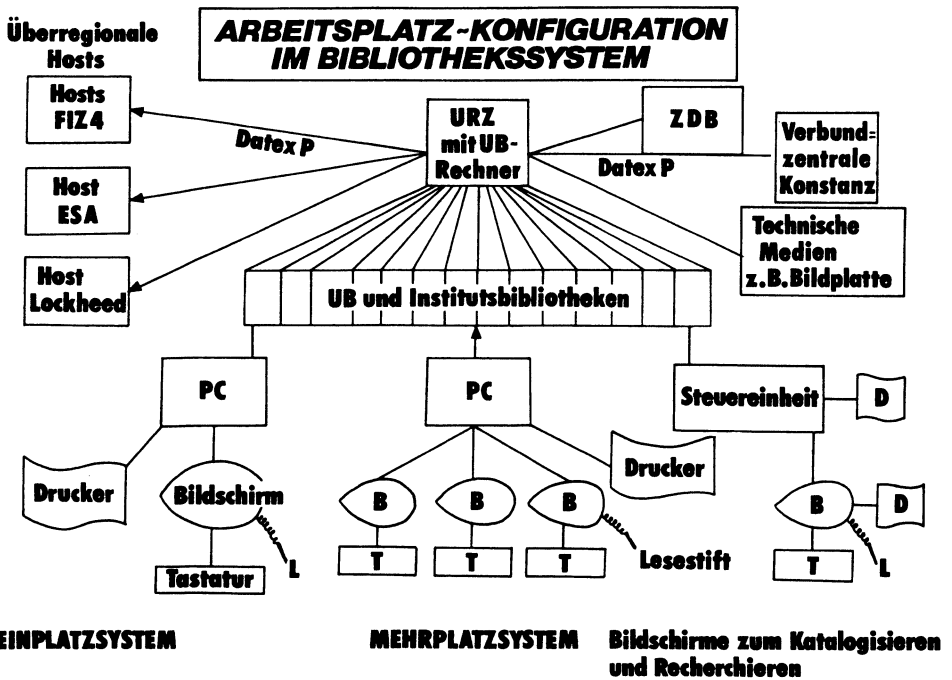 Überregionale
Hosts
ARBEITSPLATZ-KONFIGURATION
IM BIBLIOTHEKSSYSTEM
Hosts
FIZ4
Datex P
URZ
mit UB-
Rechner
ZDB
Datex P
Verbund=
zentrale
Konstanz
Host
ESA
Technische
Medien
z.B.Bildplatte
Host
Lockheed
UB und Institutsbibliotheken
PC
PC
Steuereinheit
D
Drucker
Bildschirm
L
Tastatur
B
B
B
T
T
T
Drucker
Lesestift
B
D
T
L
EINPLATZSYSTEM
MEHRPLATZSYSTEM
Bildschirme zum Katalogisieren
und Recherchieren